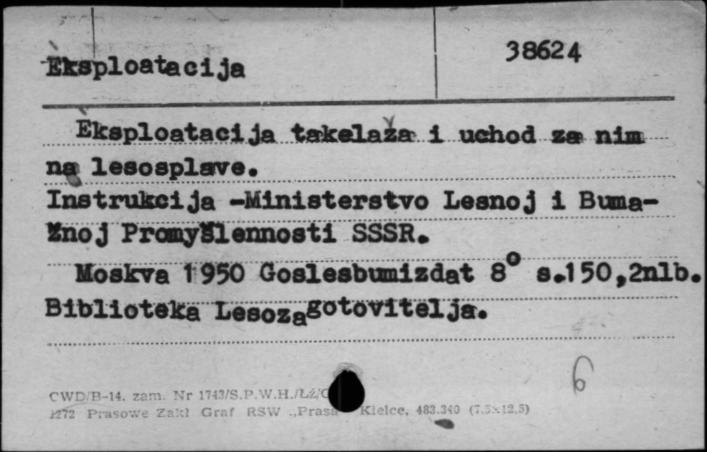 Eksploatacija
38624
Eksploatacija takelaža i uchod za nim
na lesosplave.
Instrukcija -Ministerstvo Lesnoj i Buma-
žnoj Promyšlennosti SSSR.
Moskva 1950 Goslesbumizdat 8° s.150,2nlb.
Biblioteka Lesozagotovitelja.
6
CWD/B-14. zam. Nr 1743/S.P.W.H./Łż/
1272 Prasowe Zakł Graf RSW „Prasa" Kielce, 483.340 (7.5x12.5)